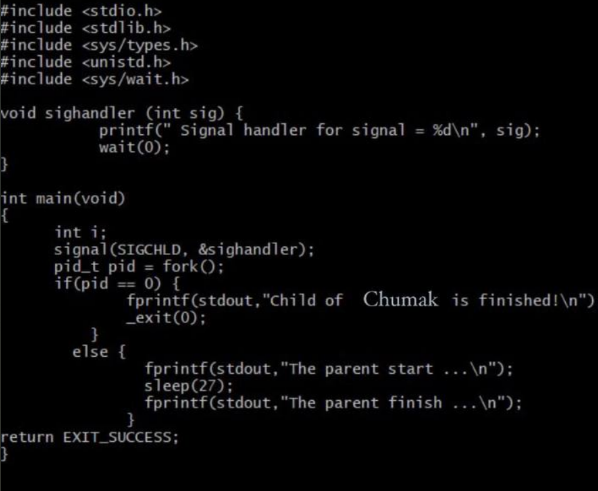 #include <stdio.h>
#include <stdlib.h>
#include <sys/types.h>
#include <unistd.h>
#include <sys/wait.h>
void sighandler (int sig) {
printf(" Signal handler for signal = %d\n", sig);
wait(0);
}
int main(void)
{
int i;
signal(SIGCHLD, &sighandler);
pid_t pid = fork();
if(pid == 0) {
fprintf(stdout,"Child of Chumak is finished!\n")
_exit(0);
}
else {
fprintf(stdout,"The parent start ...\n");
sleep(27);
fprintf(stdout,"The parent finish ...\n");
}
return EXIT_SUCCESS;
}